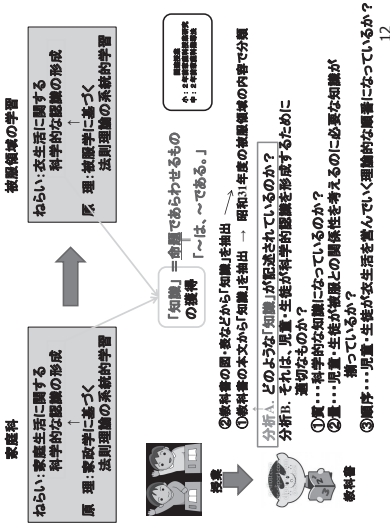 家庭科
ねらい：家庭生活に関する
科学的な認識の形成
↑
原　理：家政学に基づく
法則理論の系統的学習
被服領域の学習
ねらい：衣生活に関する
科学的な認識の形成
↑
原　理：被服学に基づく
法則理論の系統的学習
「知識」＝命題であらわせるもの
の獲得
「～は、～である。」
小：２年
中：２年
授業
教科書
②教科書の図・表などから「知識」を抽出
①教科書の本文から「知識」を抽出 → 昭和31年度の被服領域の内容で分類
分析A. どのような「知識」が記述されているのか？
分析B. それは、児童・生徒が科学的認識を形成するために
適切なものか？
①質・・・科学的な知識になっているのか？
②量・・・児童・生徒が被服との関係性を考えるのに必要な知識が
揃っているか？
③順序・・・児童・生徒が衣生活を営んでいく理論的な順番になっているか？
12